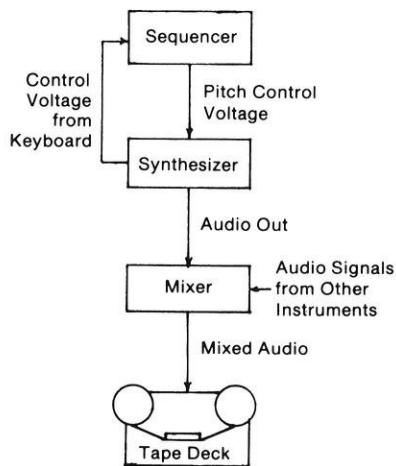 Sequencer
Control
Voltage
from
Keyboard
Pitch Control
Voltage
Synthesizer
Audio Out
Mixer
Audio Signals
from Other
Instruments
Mixed Audio
Tape Deck